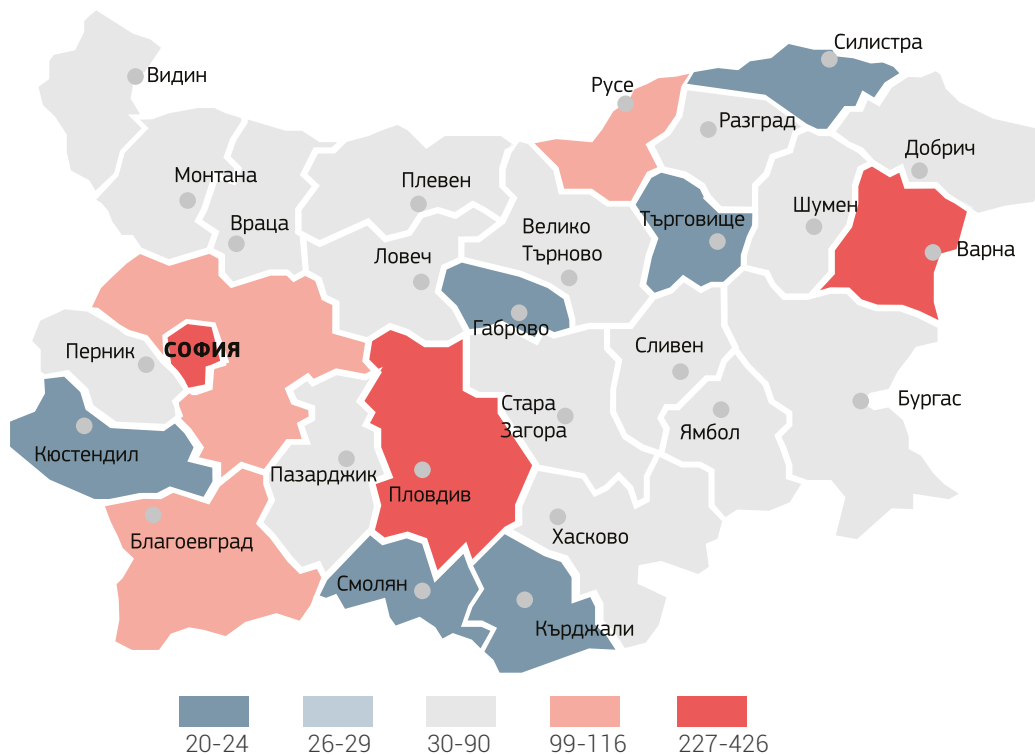 Силистра
Видин
Русе
Разград
Добрич
Монтана
Плевен
Шумен
Враца
Велико
Търново
Търговище
Варна
Ловеч
Габрово
Перник
СОФИЯ
Сливен
Бургас
Стара
Загора
Ямбол
Кюстендил
Пазарджик
Пловдив
Благоевград
Хасково
Смолян
Кърджали
20-24 26-29 30-90 99-116 227-426